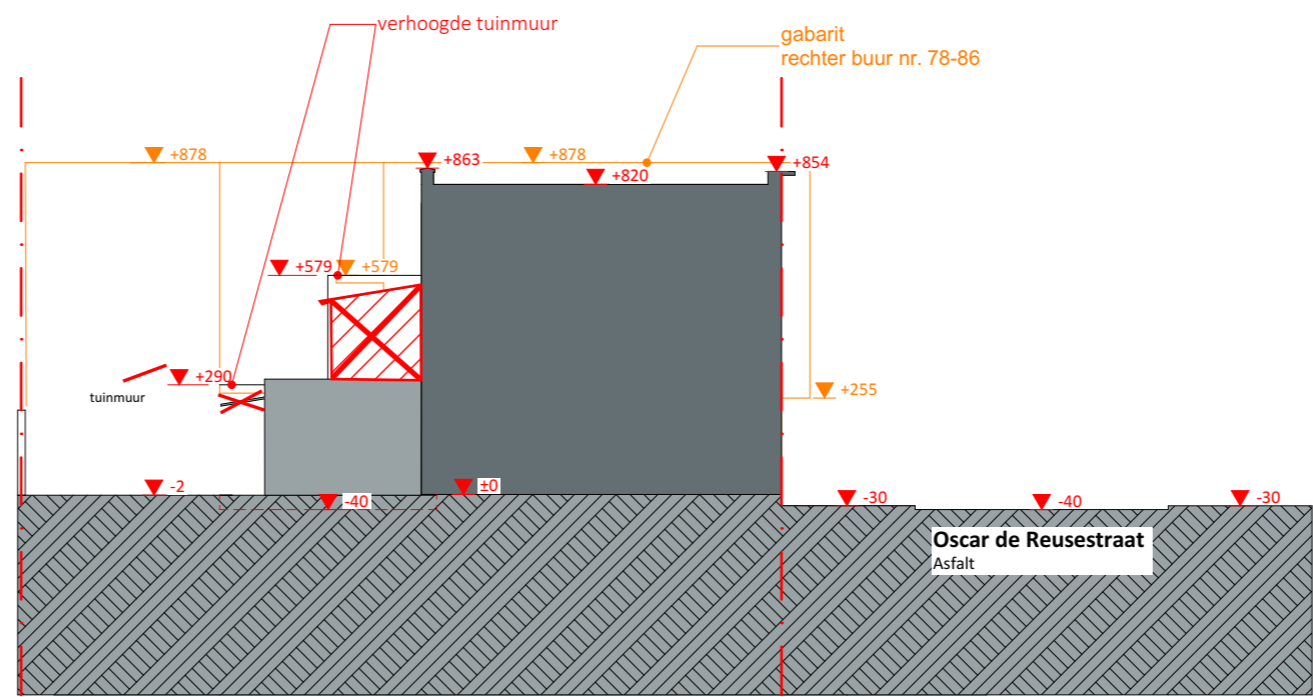 verhoogde tuinmuur
gabarit
rechter buur nr. 78-86
+878
+863
+878
+854
+820
+579
+579
+290
tuinmuur
+255
-2
-40
±0
-30
-40
-30
Oscar de Reusestraat
Asfalt